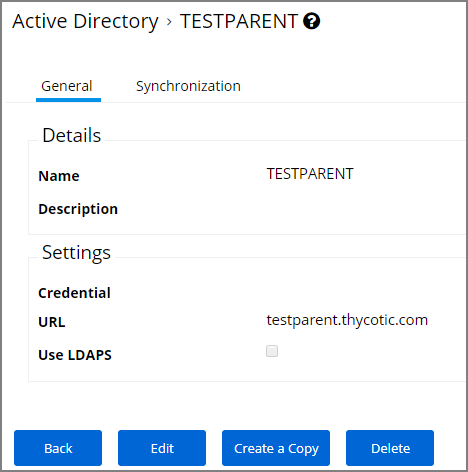 Active Directory › TESTPARENT ?
General Synchronization
Details
Name TESTPARENT
Description
Settings
Credential
URL testparent.thycotic.com
Use LDAPS
Back Edit Create a Copy Delete